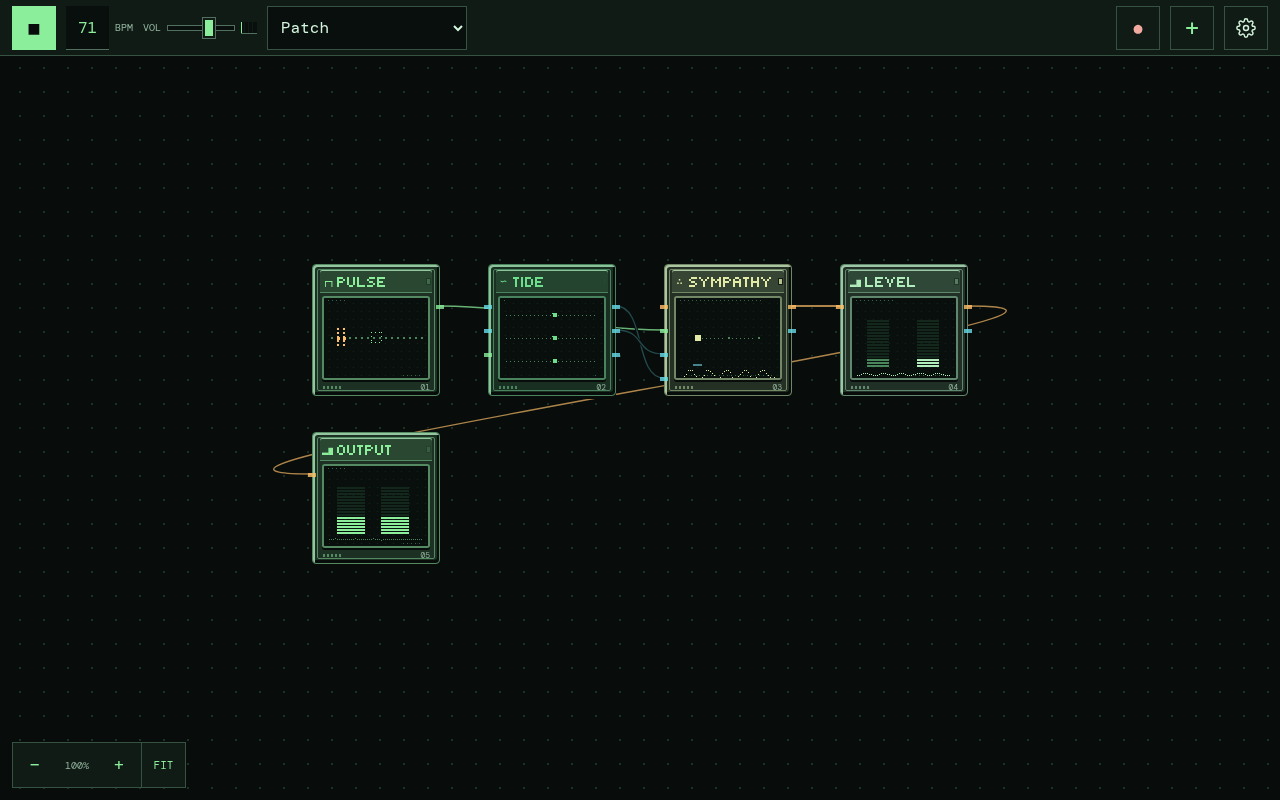 71 BPM VOL Patch
PULSE
01
TIDE
02
SYMPATHY
03
LEVEL
04
OUTPUT
05
− 100% + FIT